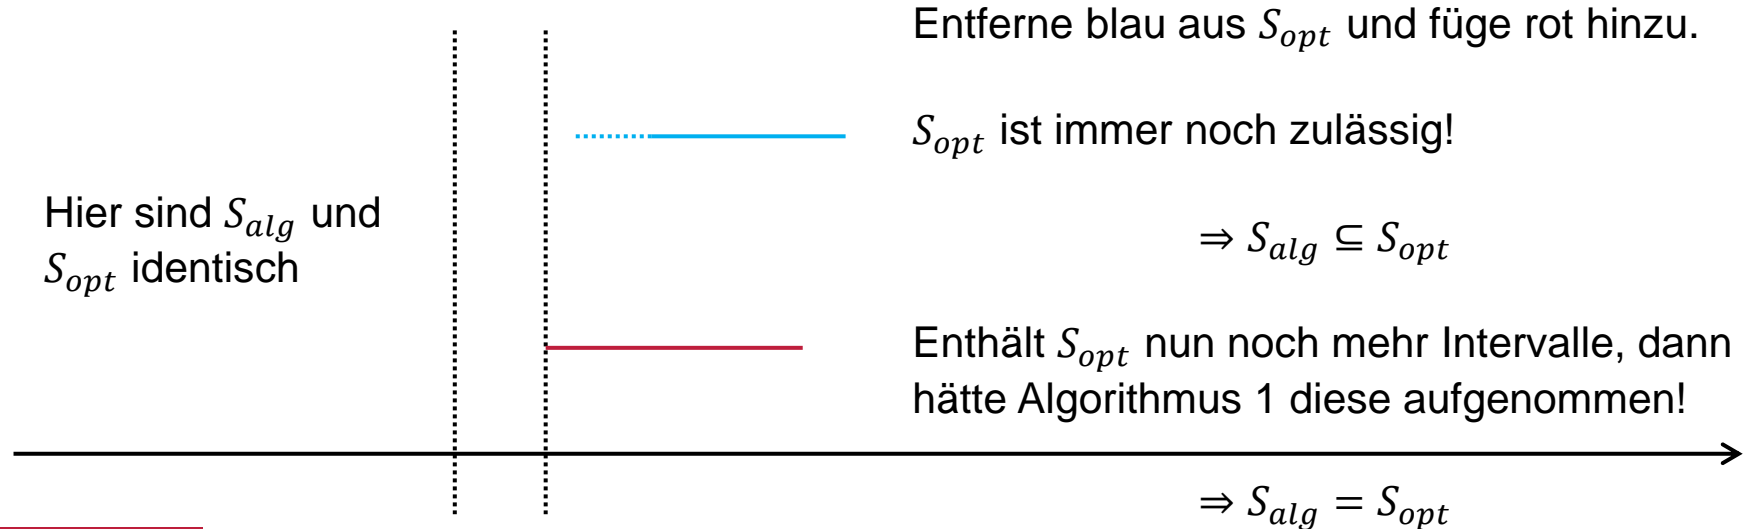 Entferne blau aus S_opt und füge rot hinzu.
S_opt ist immer noch zulässig!
Hier sind S_alg und
S_opt identisch
⇒ S_alg ⊆ S_opt
Enthält S_opt nun noch mehr Intervalle, dann
hätte Algorithmus 1 diese aufgenommen!
⇒ S_alg = S_opt